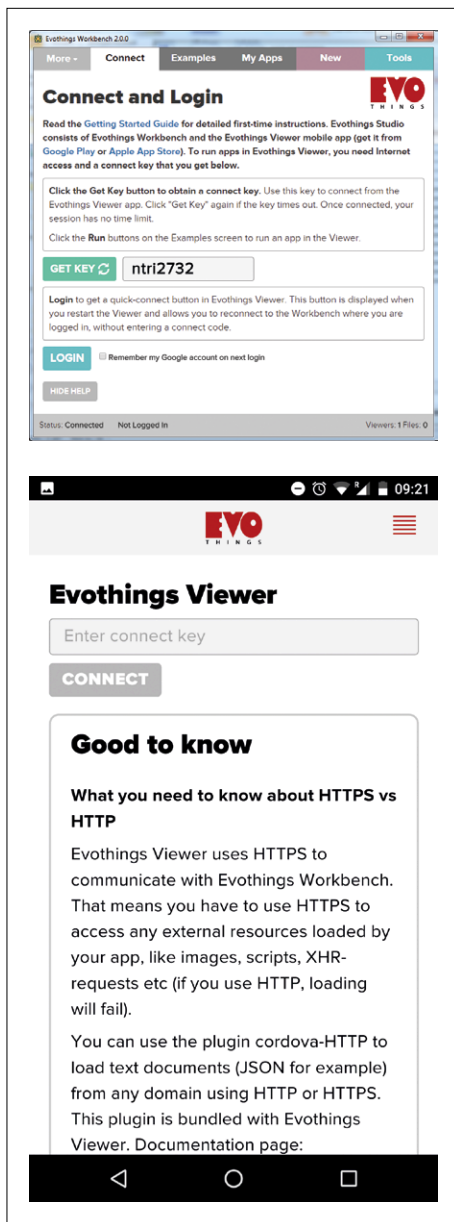 Evothings Workbench 2.0.0
More -
Connect
Examples
My Apps
New
Tools
Connect and Login
EVO
THINGS
Read the Getting Started Guide for detailed first-time instructions. Evothings Studio
consists of Evothings Workbench and the Evothings Viewer mobile app (get it from
Google Play or Apple App Store). To run apps in Evothings Viewer, you need Internet
access and a connect key that you get below.
Click the Get Key button to obtain a connect key. Use this
key to connect from the
Evothings Viewer app. Click "Get Key" again if the key times out. Once connected, your
session has no time limit.
Click the Run buttons on the Examples screen to run an app in the Viewer.
GET KEY
ntri2732
Login to get a quick-connect button in Evothings Viewer. This button is displayed when
you restart the Viewer and allows you to reconnect to the Workbench where you are
logged in, without entering a connect code.
LOGIN
Remember my Google account on next login
HIDE HELP
Status: Connected
Not Logged In
Viewers: 1 Files: 0
R
09:21
EVO
THINGS
Evothings Viewer
Enter connect key
CONNECT
Good to know
What you need to know about HTTPS vs
HTTP
Evothings Viewer uses HTTPS to
communicate with Evothings Workbench.
That means you have to use HTTPS to
access any external resources loaded by
your app, like images, scripts, XHR-
requests etc (if you use HTTP, loading
will fail).
You can use the plugin cordova-HTTP to
load text documents (JSON for example)
from any domain using HTTP or HTTPS.
This plugin is bundled with Evothings
Viewer. Documentation page: